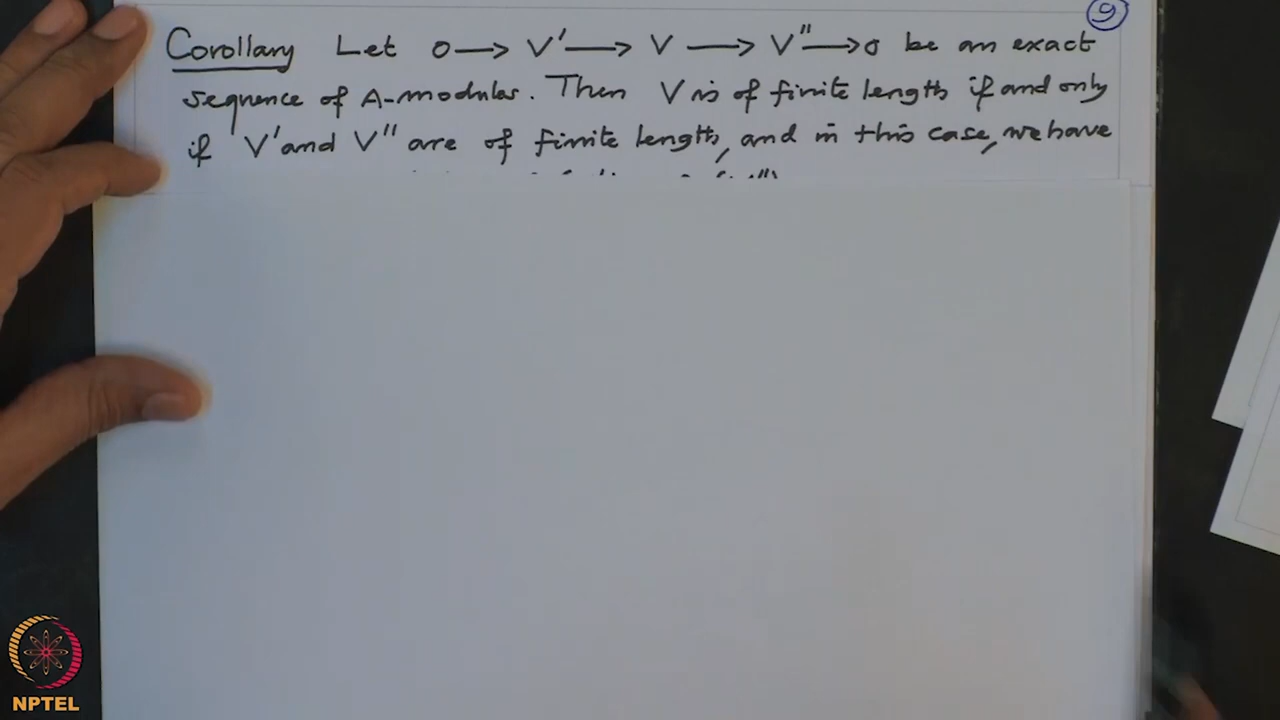 9
Corollary Let 0 → V' → V → V'' → 0 be an exact
sequence of A-modules. Then V is of finite length if and only
if V' and V'' are of finite length, and in this case, we have
NPTEL